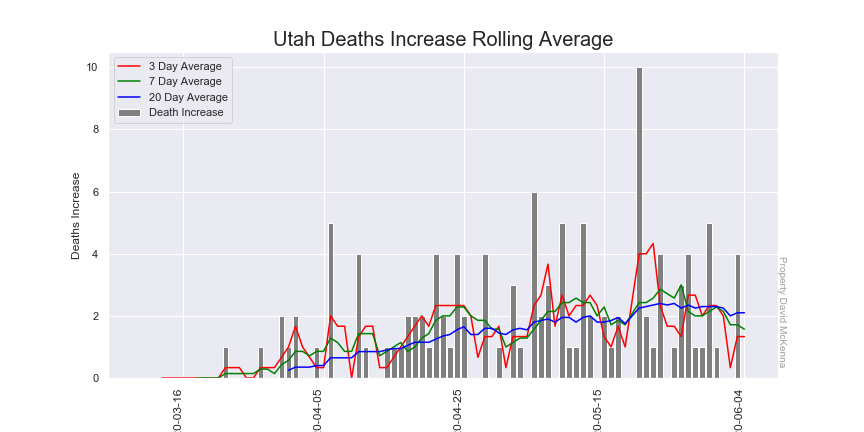 Utah Deaths Increase Rolling Average
3 Day Average
7 Day Average
20 Day Average
Death Increase
10
8
6
4
2
0
Deaths Increase
0-03-16
0-04-05
0-04-25
0-05-15
0-06-04
Property David McKenna